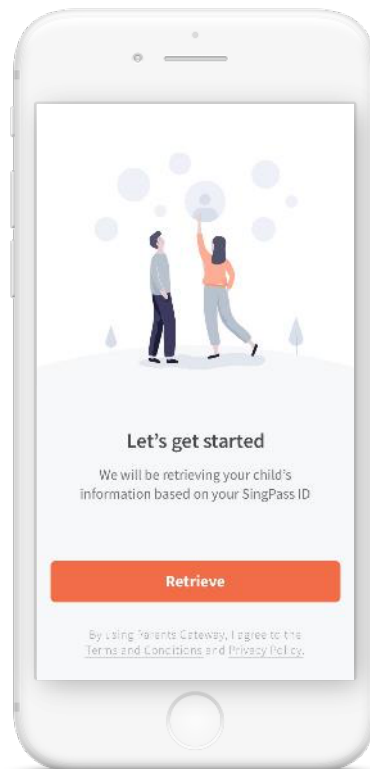 Let's get started
We will be retrieving your child's
information based on your SingPass ID
Retrieve
By using Parents Gateway, I agree to the
Terms and Conditions and Privacy Policy.